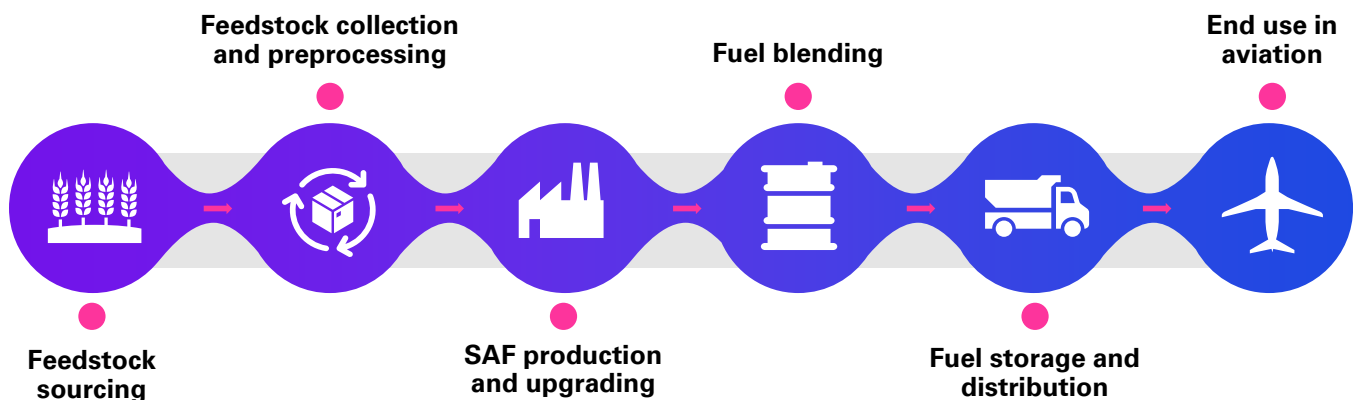 Feedstock
sourcing
Feedstock collection
and preprocessing
SAF production
and upgrading
Fuel blending
Fuel storage and
distribution
End use in
aviation